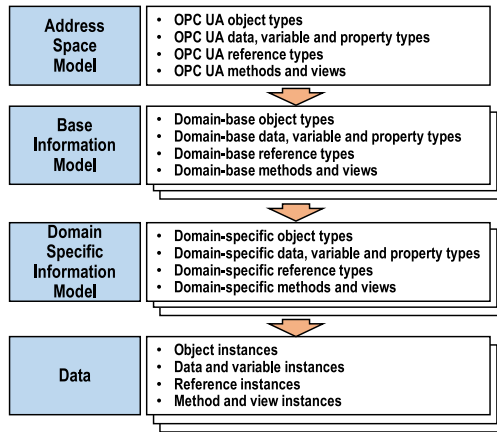 Address
Space
Model
• OPC UA object types
• OPC UA data, variable and property types
• OPC UA reference types
• OPC UA methods and views
Base
Information
Model
• Domain-base object types
• Domain-base data, variable and property types
• Domain-base reference types
• Domain-base methods and views
Domain
Specific
Information
Model
• Domain-specific object types
• Domain-specific data, variable and property types
• Domain-specific reference types
• Domain-specific methods and views
Data
• Object instances
• Data and variable instances
• Reference instances
• Method and view instances